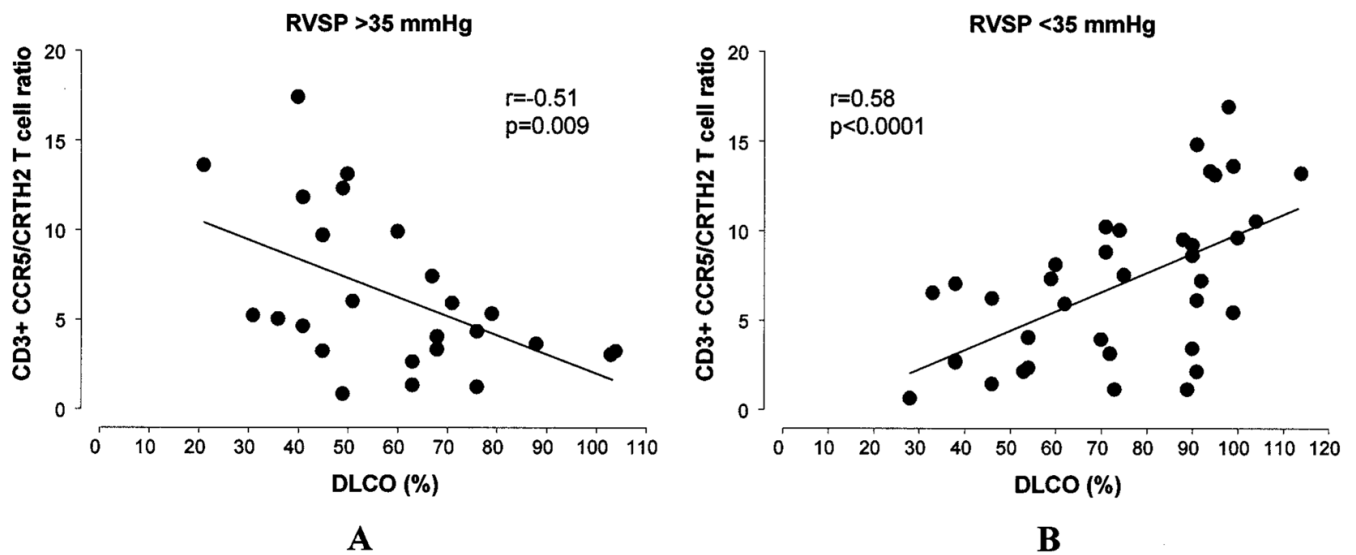 RVSP >35 mmHg
CD3+ CCR5/CRTH2 T cell ratio
20
15
10
5
0
r=-0.51
p=0.009
0 10 20 30 40 50 60 70 80 90 100 110
DLCO (%)
A
RVSP <35 mmHg
CD3+ CCR5/CRTH2 T cell ratio
20
15
10
5
0
r=0.58
p<0.0001
0 10 20 30 40 50 60 70 80 90 100 110 120
DLCO (%)
B